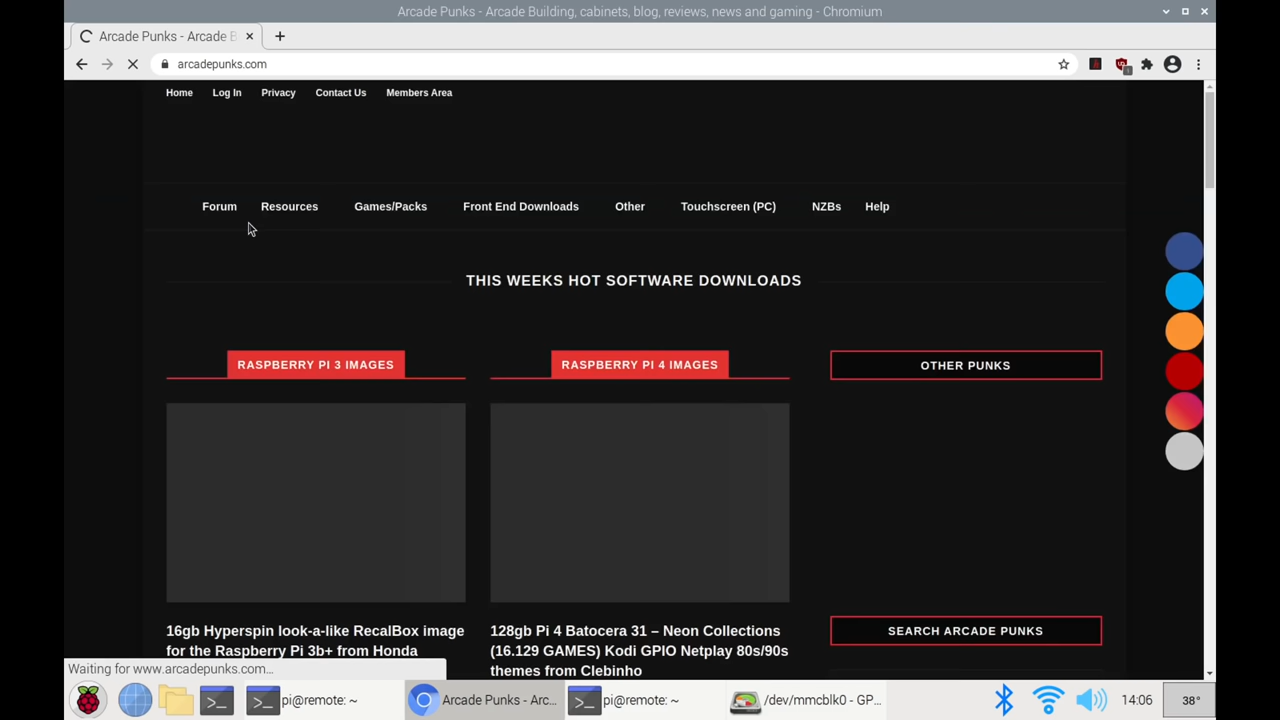 Arcade Punks - Arcade Building, cabinets, blog, reviews, news and gaming - Chromium
Arcade Punks - Arcade B
arcadepunks.com
Home Log In Privacy Contact Us Members Area
Forum Resources Games/Packs Front End Downloads Other Touchscreen (PC) NZBs Help
THIS WEEKS HOT SOFTWARE DOWNLOADS
RASPBERRY PI 3 IMAGES
RASPBERRY PI 4 IMAGES
OTHER PUNKS
16gb Hyperspin look-a-like RecalBox image
for the Raspberry Pi 3b+ from Honda
128gb Pi 4 Batocera 31 – Neon Collections
(16.129 GAMES) Kodi GPIO Netplay 80s/90s
themes from Clebinho
SEARCH ARCADE PUNKS
Waiting for www.arcadepunks.com...
pi@remote: ~ Arcade Punks - Arc... pi@remote: ~ /dev/mmcblk0 - GP... 14:06 38°